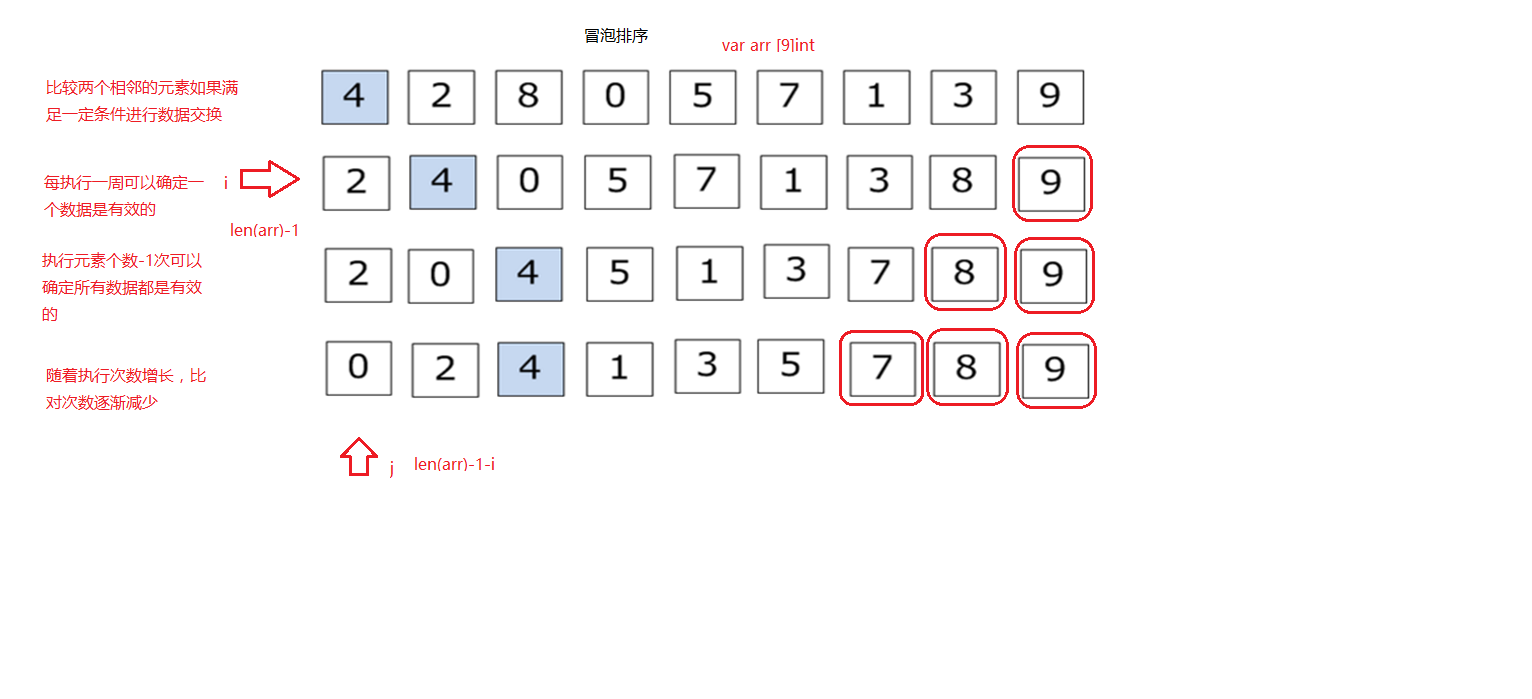 冒泡排序
var arr [9]int
比较两个相邻的元素如果满
足一定条件进行数据交换
4 2 8 0 5 7 1 3 9
每执行一周可以确定一
个数据是有效的
i
2 4 0 5 7 1 3 8 9
len(arr)-1
执行元素个数-1次可以
确定所有数据都是有效
的
2 0 4 5 1 3 7 8 9
随着执行次数增长，比
对次数逐渐减少
0 2 4 1 3 5 7 8 9
j len(arr)-1-i